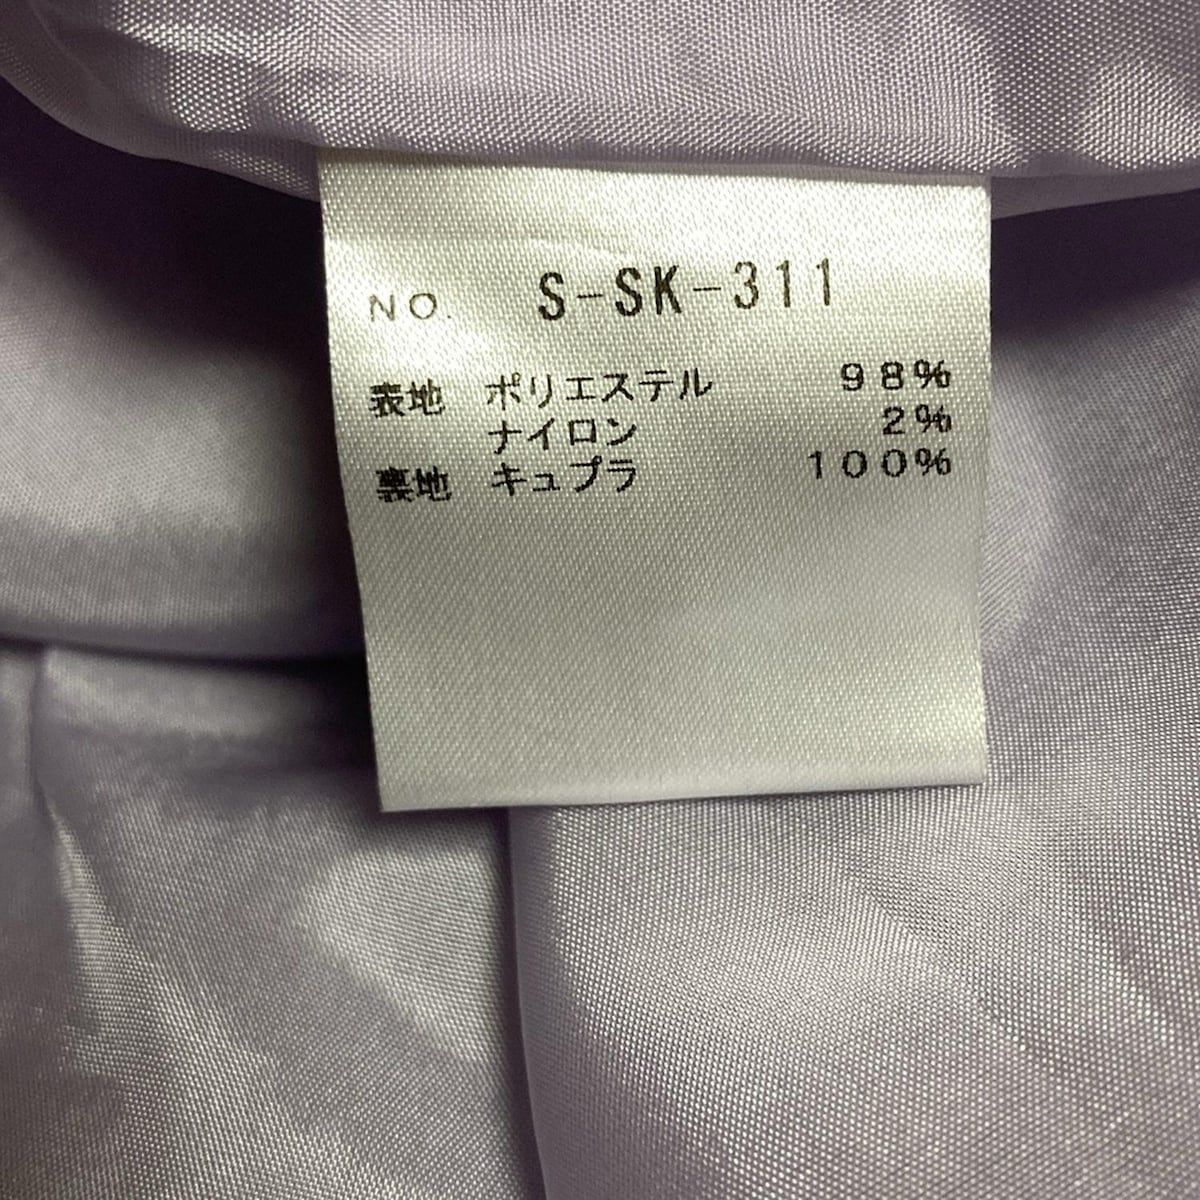 NO. S-SK-311
表地 ポリエステル 98%
ナイロン 2%
裏地 キュプラ 100%